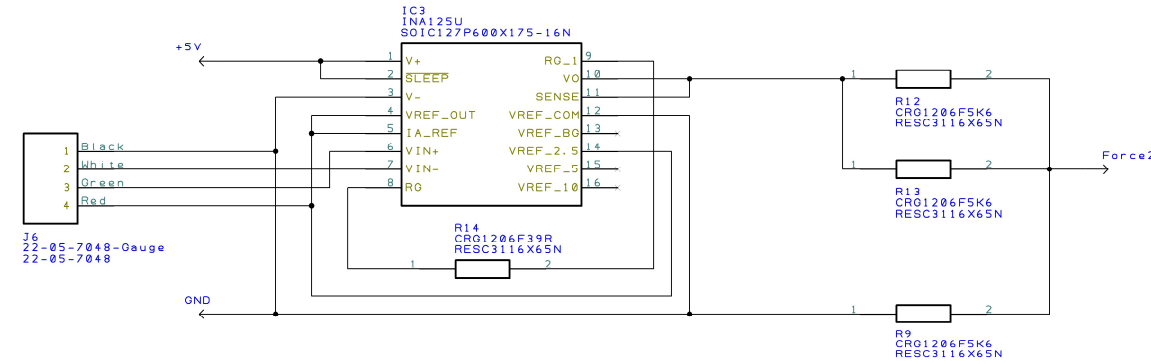 IC3
INA125U
SOIC127P600X175-16N
+5V
1 V+ RG_1 9
2 SLEEP VO 10
3 V- SENSE 11
4 VREF_OUT VREF_COM 12
5 IA_REF VREF_BG 13
6 VIN+ VREF_2.5 14
7 VIN- VREF_5 15
8 RG VREF_10 16
1 Black
2 White
3 Green
4 Red
J6
22-05-7048-Gauge
22-05-7048
R14
CRG1206F39R
RESC3116X65N
1 2
GND
1 2
R12
CRG1206F5K6
RESC3116X65N
1 2
Force2
R13
CRG1206F5K6
RESC3116X65N
1 2
R9
CRG1206F5K6
RESC3116X65N